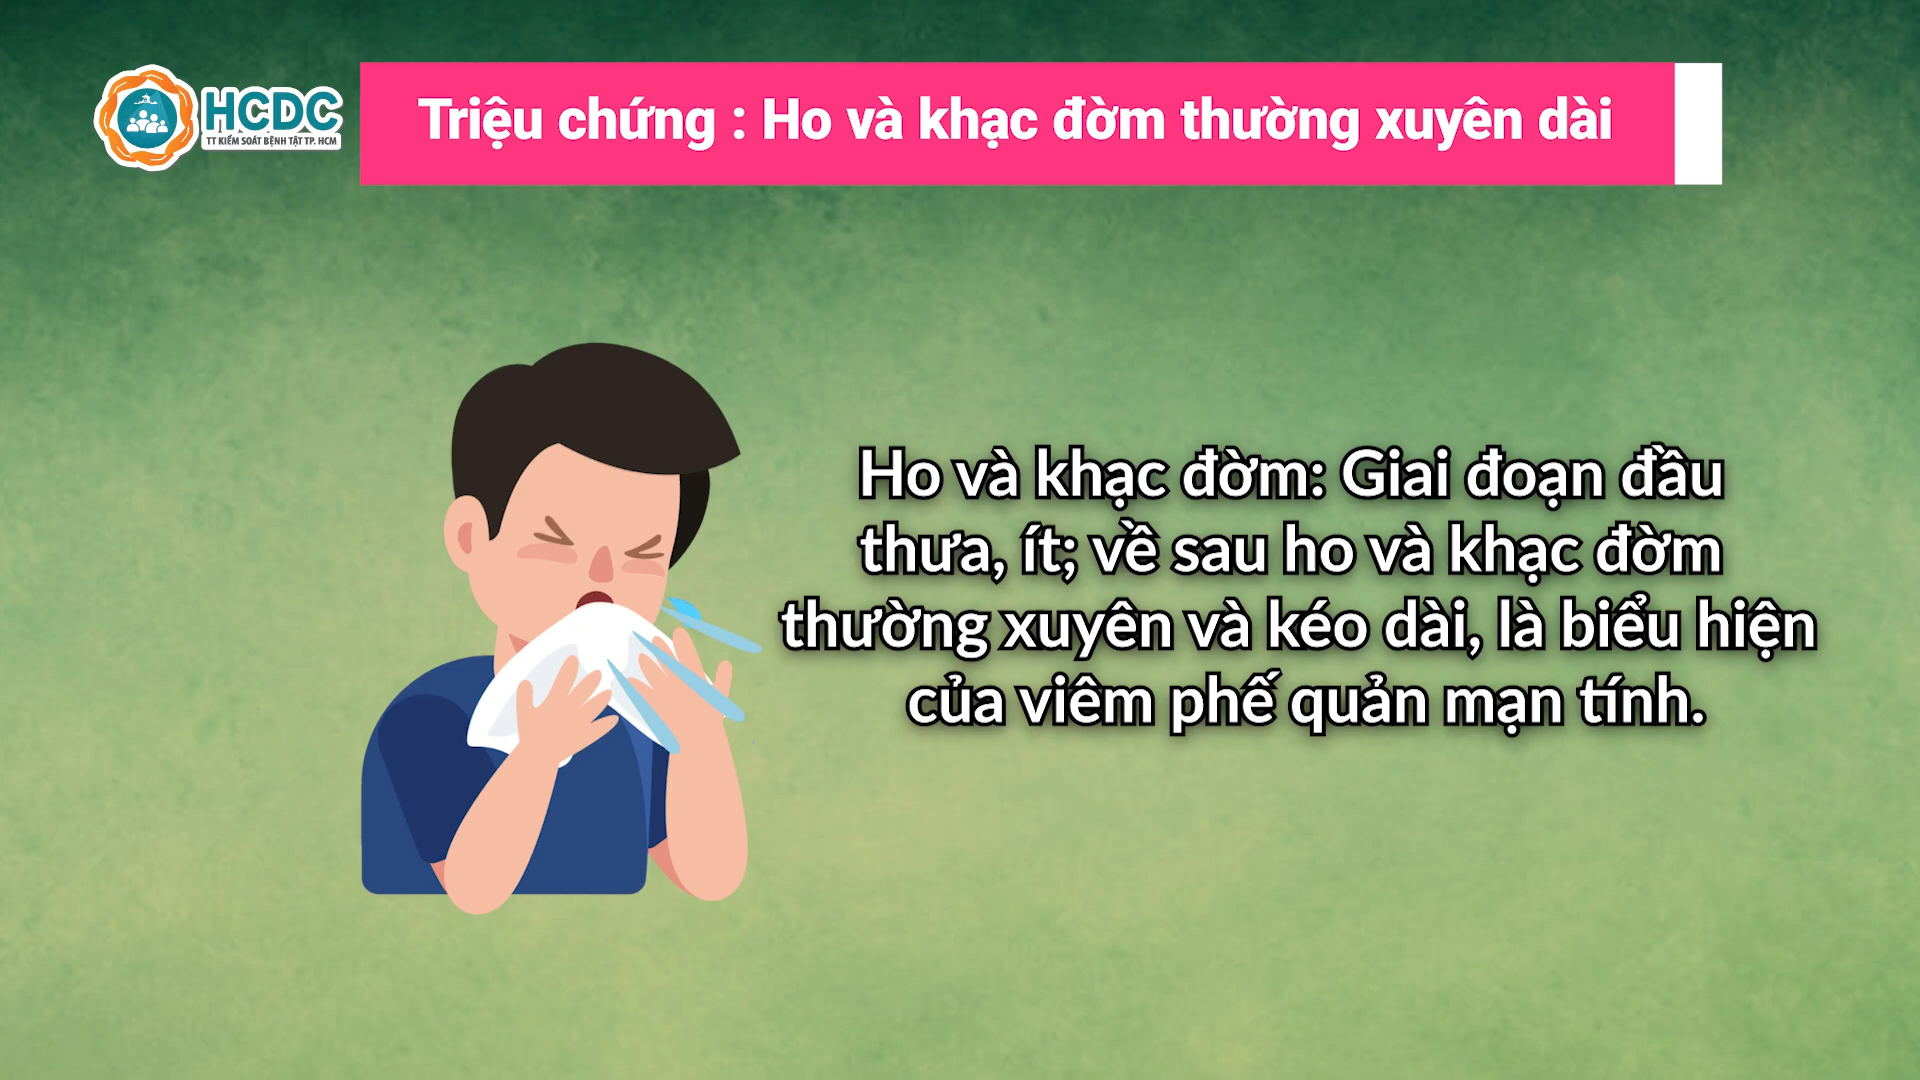 HCDC
TT KIỂM SOÁT BỆNH TẬT TP. HCM
Triệu chứng : Ho và khạc đờm thường xuyên dài
Ho và khạc đờm: Giai đoạn đầu
thưa, ít; về sau ho và khạc đờm
thường xuyên và kéo dài, là biểu hiện
của viêm phế quản mạn tính.